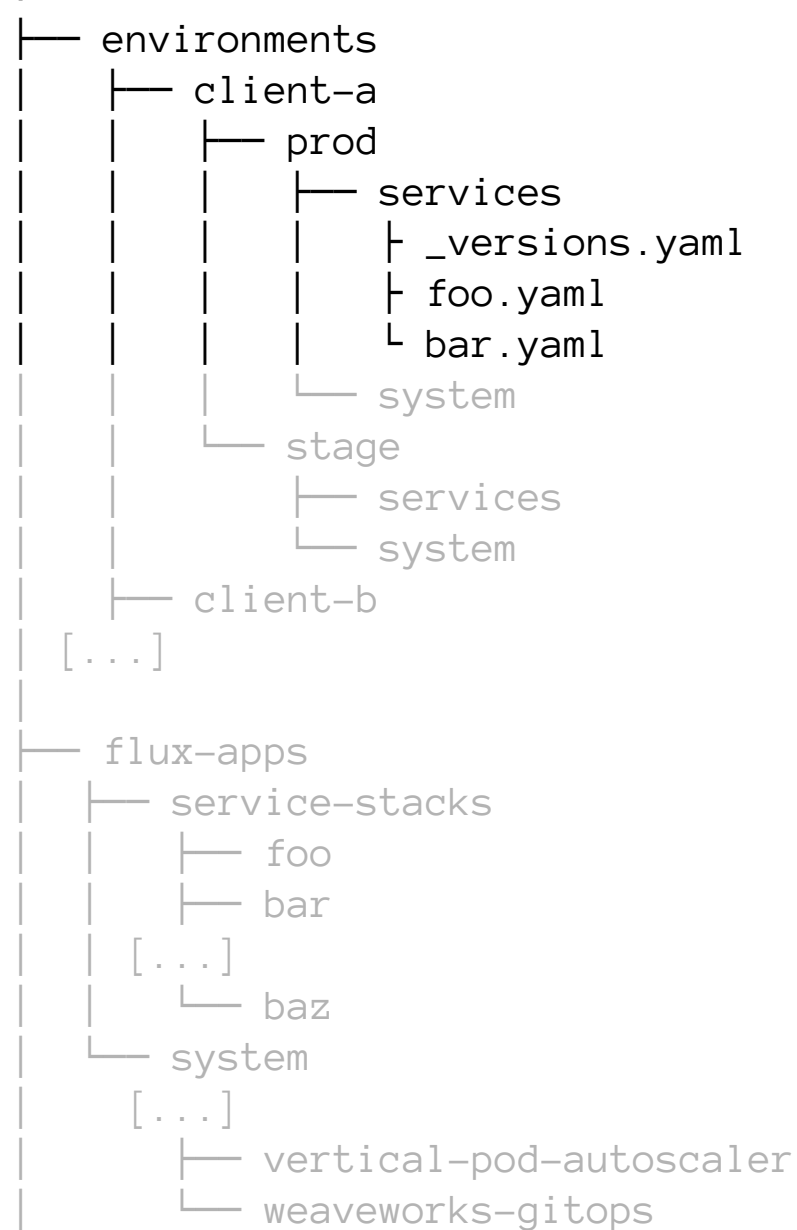 ├── environments
│   ├── client-a
│   │   ├── prod
│   │   │   ├── services
│   │   │   │   ├ _versions.yaml
│   │   │   │   ├ foo.yaml
│   │   │   │   └ bar.yaml
│   │   │   └── system
│   │   └── stage
│   │       ├── services
│   │       └── system
│   ├── client-b
│ [...]
│
├── flux-apps
│   ├── service-stacks
│   │   ├── foo
│   │   ├── bar
│   │ [...]
│   │   └── baz
│   └── system
│     [...]
│       ├── vertical-pod-autoscaler
│       └── weaveworks-gitops